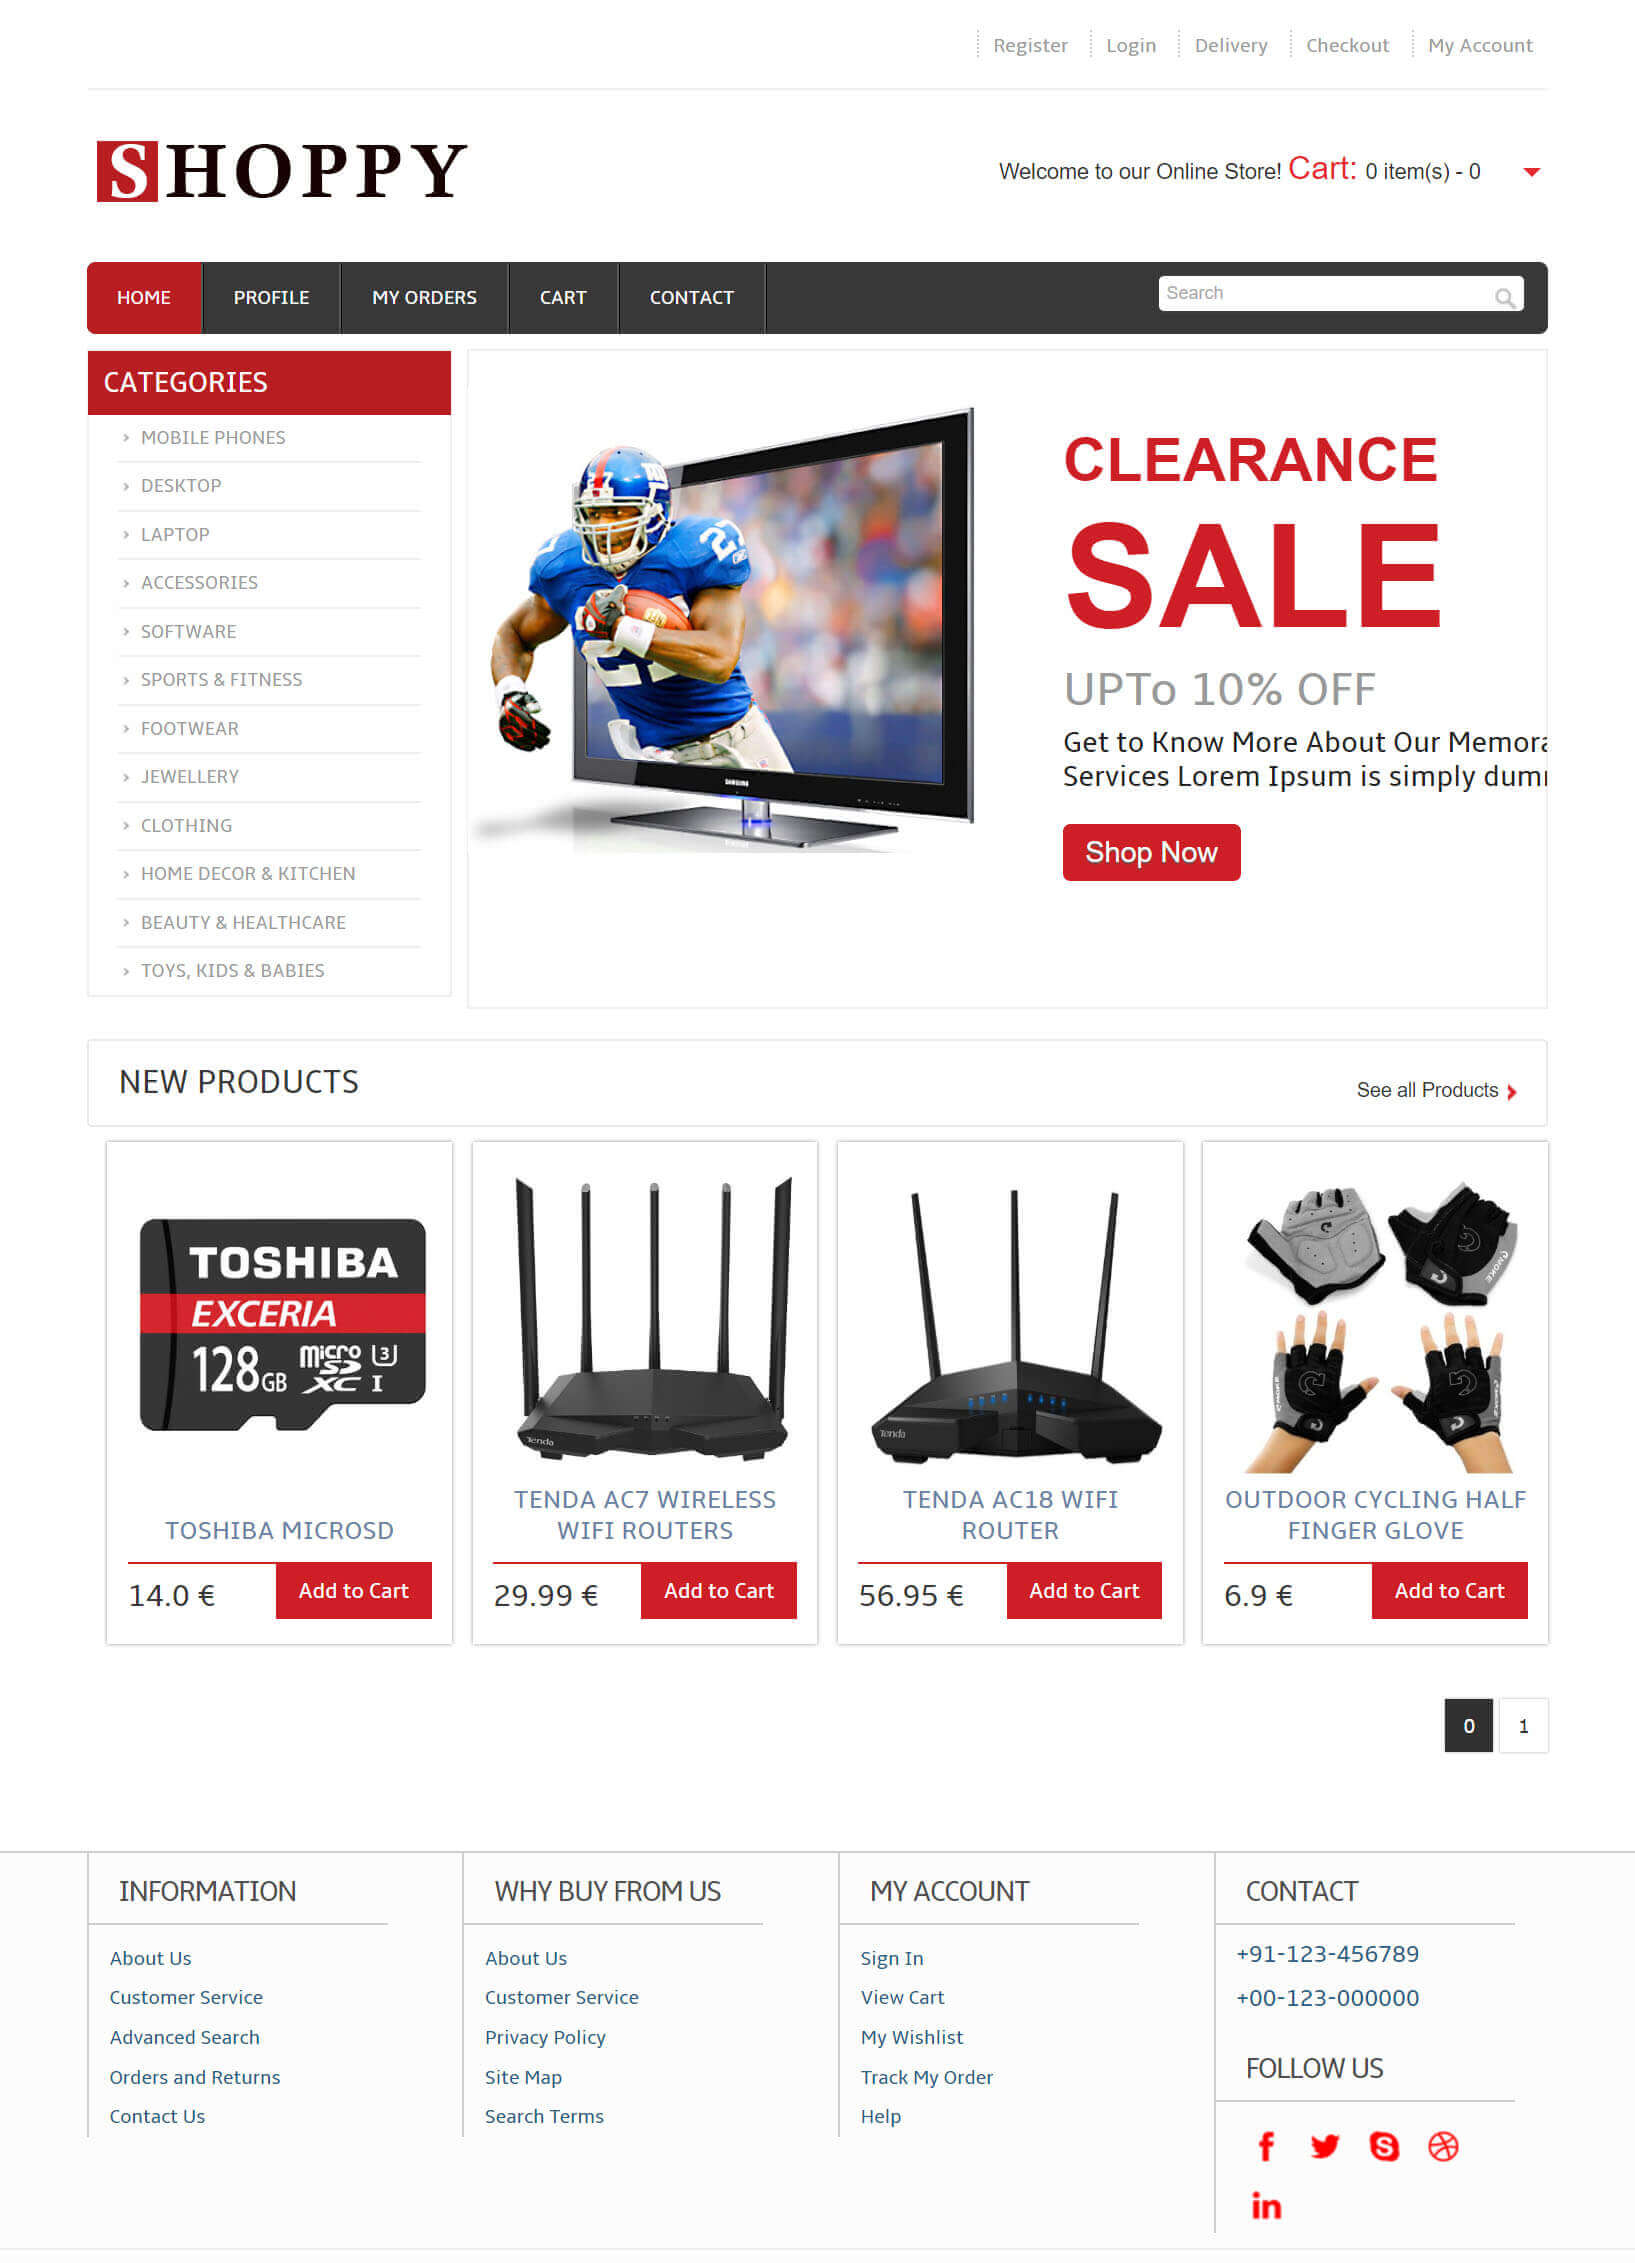 Register Login Delivery Checkout My Account
SHOPPY
Welcome to our Online Store! Cart: 0 item(s) - 0
HOME PROFILE MY ORDERS CART CONTACT
Search
CATEGORIES
MOBILE PHONES
DESKTOP
LAPTOP
ACCESSORIES
SOFTWARE
SPORTS & FITNESS
FOOTWEAR
JEWELLERY
CLOTHING
HOME DECOR & KITCHEN
BEAUTY & HEALTHCARE
TOYS, KIDS & BABIES
27
27
SAMSUNG
CLEARANCE
SALE
UPTo 10% OFF
Get to Know More About Our Memora
Services Lorem Ipsum is simply dum
Shop Now
NEW PRODUCTS
See all Products
TOSHIBA
EXCERIA
128GB micro SD XC I 3
TOSHIBA MICROSD
14.0 € Add to Cart
Tenda
TENDA AC7 WIRELESS
WIFI ROUTERS
29.99 € Add to Cart
Tenda
TENDA AC18 WIFI
ROUTER
56.95 € Add to Cart
OUTDOOR CYCLING HALF
FINGER GLOVE
6.9 € Add to Cart
0 1
INFORMATION
About Us
Customer Service
Advanced Search
Orders and Returns
Contact Us
WHY BUY FROM US
About Us
Customer Service
Privacy Policy
Site Map
Search Terms
MY ACCOUNT
Sign In
View Cart
My Wishlist
Track My Order
Help
CONTACT
+91-123-456789
+00-123-000000
FOLLOW US